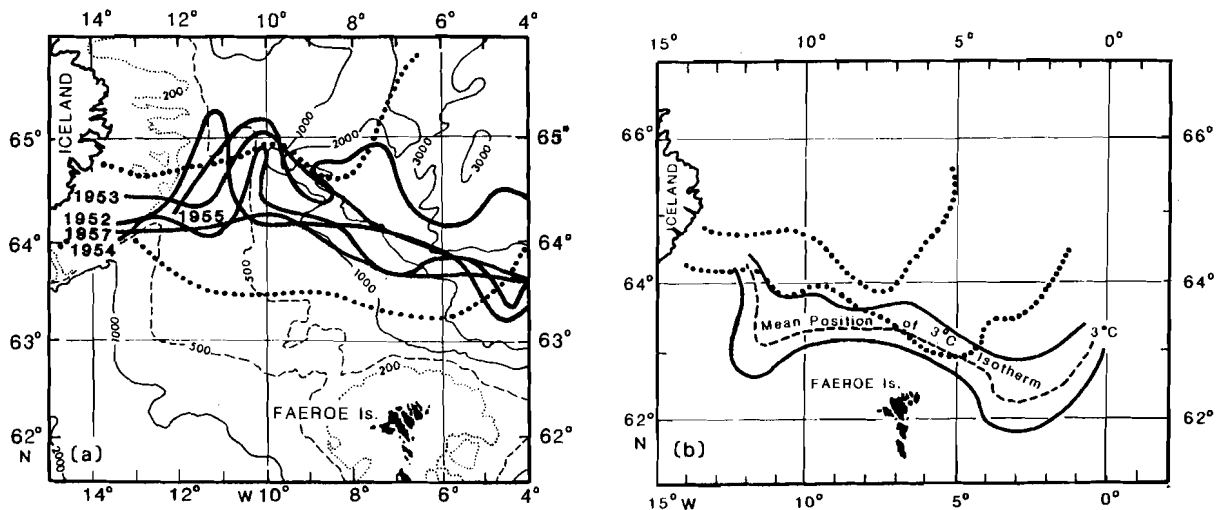 14° 12° 10° 8° 6° 4°
ICELAND
200
1000
2000
3000
3000
65° 65°
1953
1952
1955
1957
1954
64° 64°
500
1000
1000
63° 63°
500
200
FAEROE Is.
62° 62°
N
(a)
1000
14° 12° W 10° 8° 6° 4°
15° 10° 5° 0°
66° 66°
ICELAND
64° 64°
Mean Position of 3°C Isotherm
3°C
FAEROE Is.
62° 62°
N
(b)
15° W 10° 5° 0°